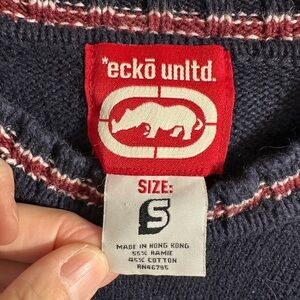 *eckō unltd.
SIZE:
S
MADE IN HONG KONG
55% RAMIE
45% COTTON
RN46795